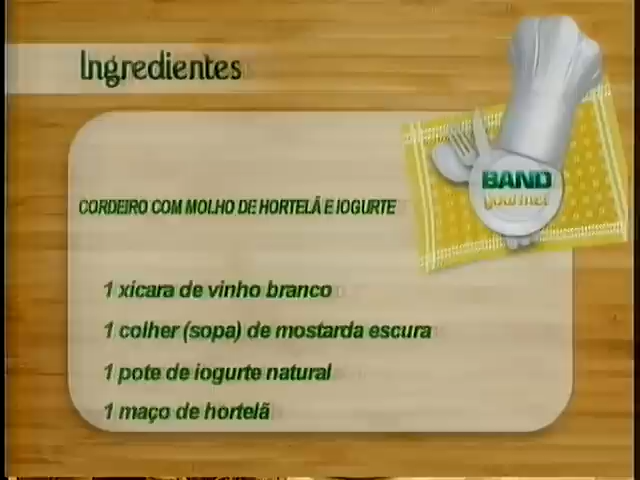 Ingredientes
BAND
gourmet
CORDEIRO COM MOLHO DE HORTELÃ E IOGURTE
1 xicara de vinho branco
1 colher (sopa) de mostarda escura
1 pote de iogurte natural
1 maço de hortelã